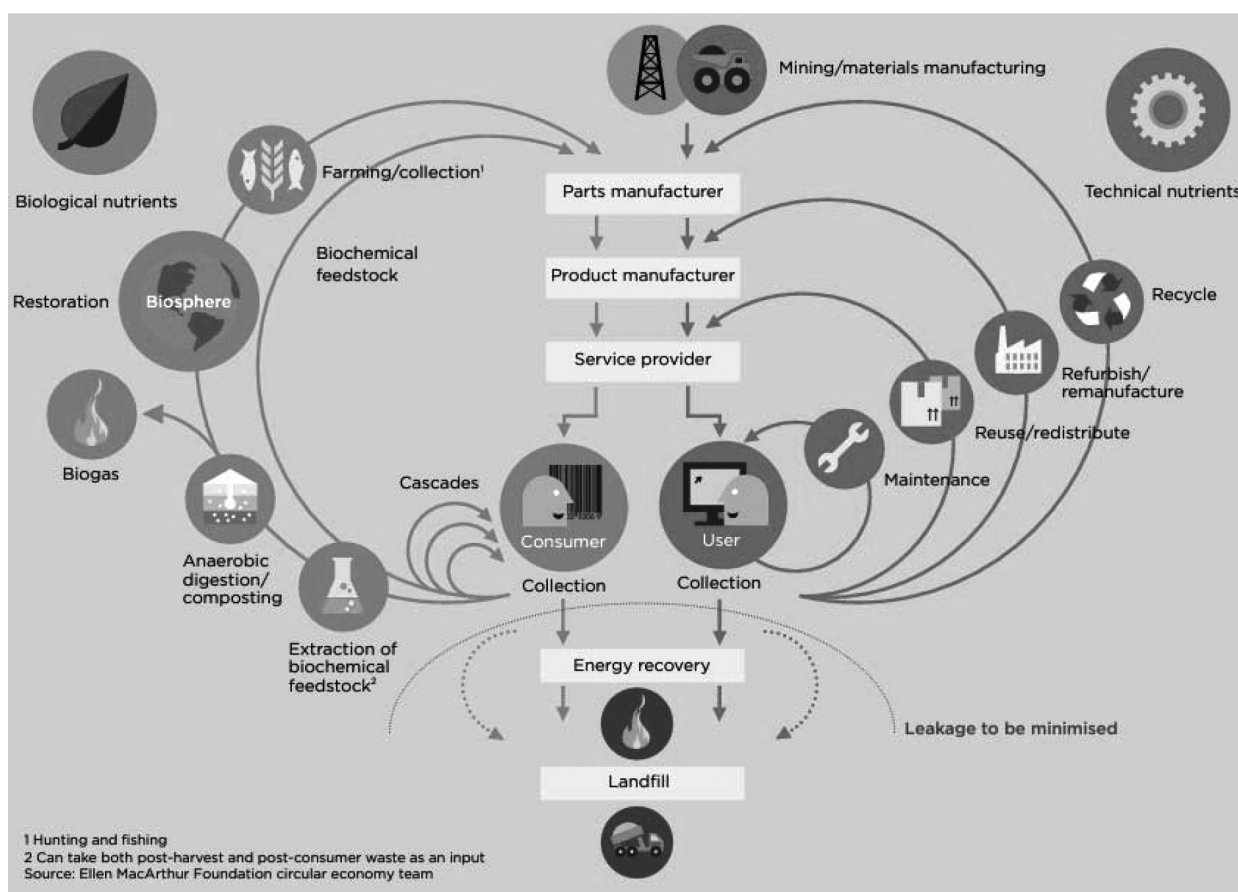 Mining/materials manufacturing
Biological nutrients
Technical nutrients
Farming/collection¹
Parts manufacturer
Biochemical
feedstock
Product manufacturer
Restoration
Biosphere
Recycle
Service provider
Refurbish/
remanufacture
Reuse/redistribute
Biogas
Maintenance
Cascades
Consumer
User
Anaerobic
digestion/
composting
Collection
Collection
Extraction of
biochemical
feedstock²
Energy recovery
Leakage to be minimised
Landfill
1 Hunting and fishing
2 Can take both post-harvest and post-consumer waste as an input
Source: Ellen MacArthur Foundation circular economy team